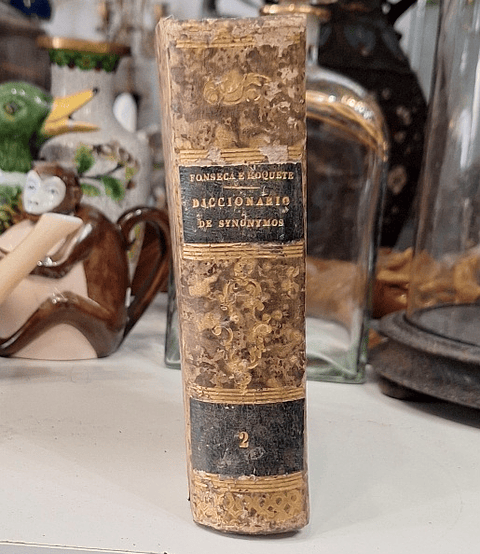 FONSECA E ROQUETE
DICCIONARIO
DE SYNONYMOS
2